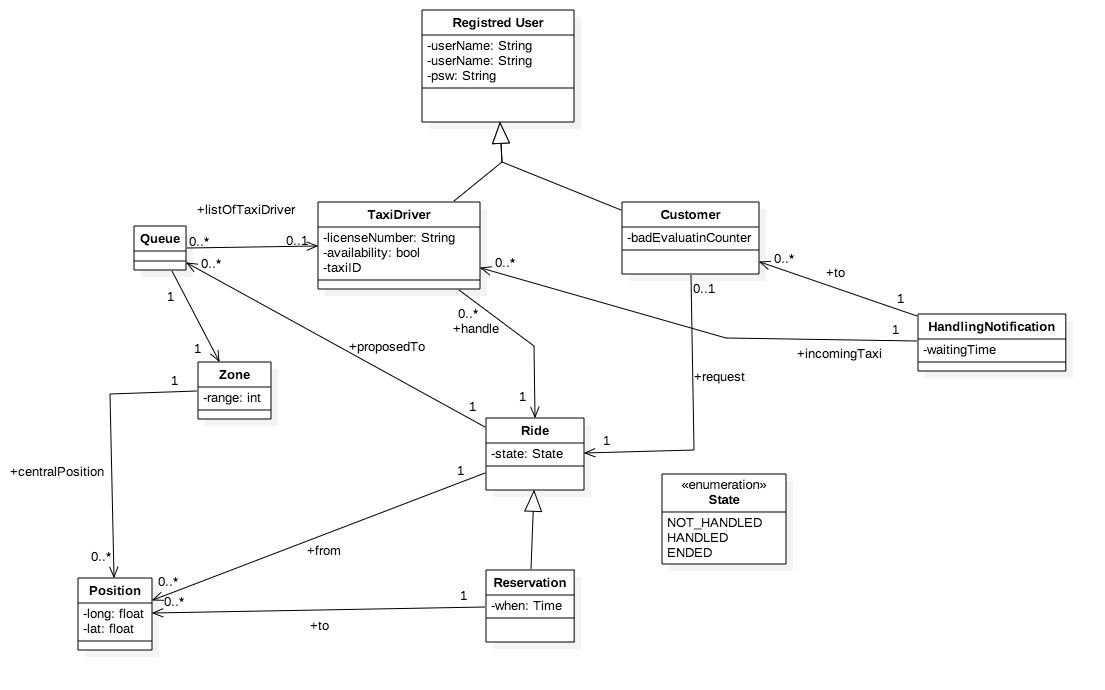 Registred User
-userName: String
-userName: String
-psw: String
+listOfTaxiDriver
Queue
0..*
0..1
0..*
TaxiDriver
-licenseNumber: String
-availability: bool
-taxiID
0..*
Customer
-badEvaluatinCounter
0..*
+to
1
HandlingNotification
-waitingTime
1
+incomingTaxi
0..1
+request
1
0..*
+handle
1
+proposedTo
1
1
1
Zone
-range: int
1
+centralPosition
0..*
Ride
-state: State
1
+from
0..*
«enumeration»
State
NOT_HANDLED
HANDLED
ENDED
Position
-long: float
-lat: float
0..*
+to
1
Reservation
-when: Time